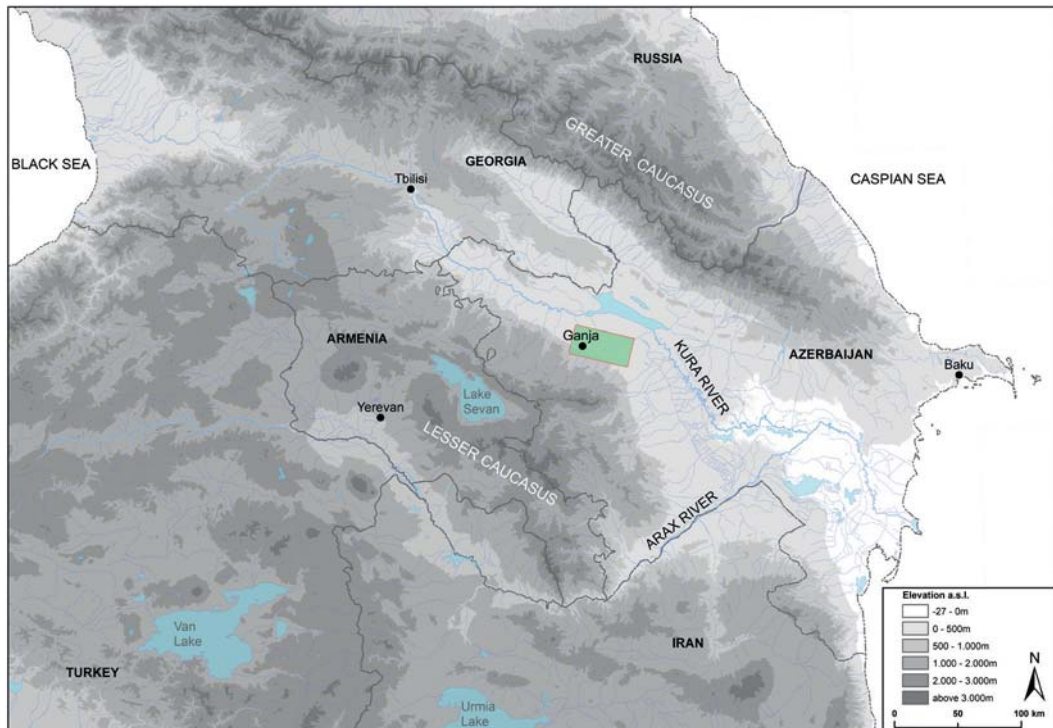 RUSSIA
GREATER CAUCASUS
BLACK SEA
GEORGIA
Tbilisi
CASPIAN SEA
Ganja
ARMENIA
KURA RIVER
AZERBAIJAN
Baku
Lake
Sevan
Yerevan
LESSER CAUCASUS
ARAX RIVER
Van
Lake
IRAN
TURKEY
Urmia
Lake
Elevation a.s.l.
-27 - 0m
0 - 500m
500 - 1.000m
1.000 - 2.000m
2.000 - 3.000m
above 3.000m
N
0 50 100 km